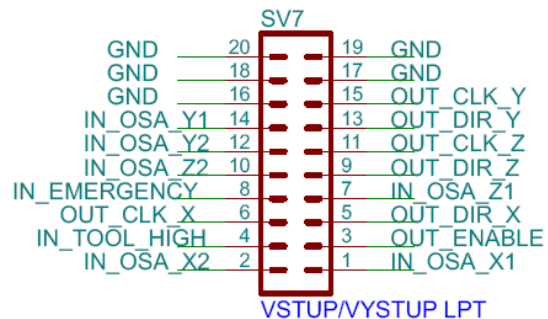 SV7
GND 20 19 GND
GND 18 17 GND
GND 16 15 OUT_CLK_Y
IN_OSA_Y1 14 13 OUT_DIR_Y
IN_OSA_Y2 12 11 OUT_CLK_Z
IN_OSA_Z2 10 9 OUT_DIR_Z
IN_EMERGENCY 8 7 IN_OSA_Z1
OUT_CLK_X 6 5 OUT_DIR_X
IN_TOOL_HIGH 4 3 OUT_ENABLE
IN_OSA_X2 2 1 IN_OSA_X1
VSTUP/VYSTUP LPT